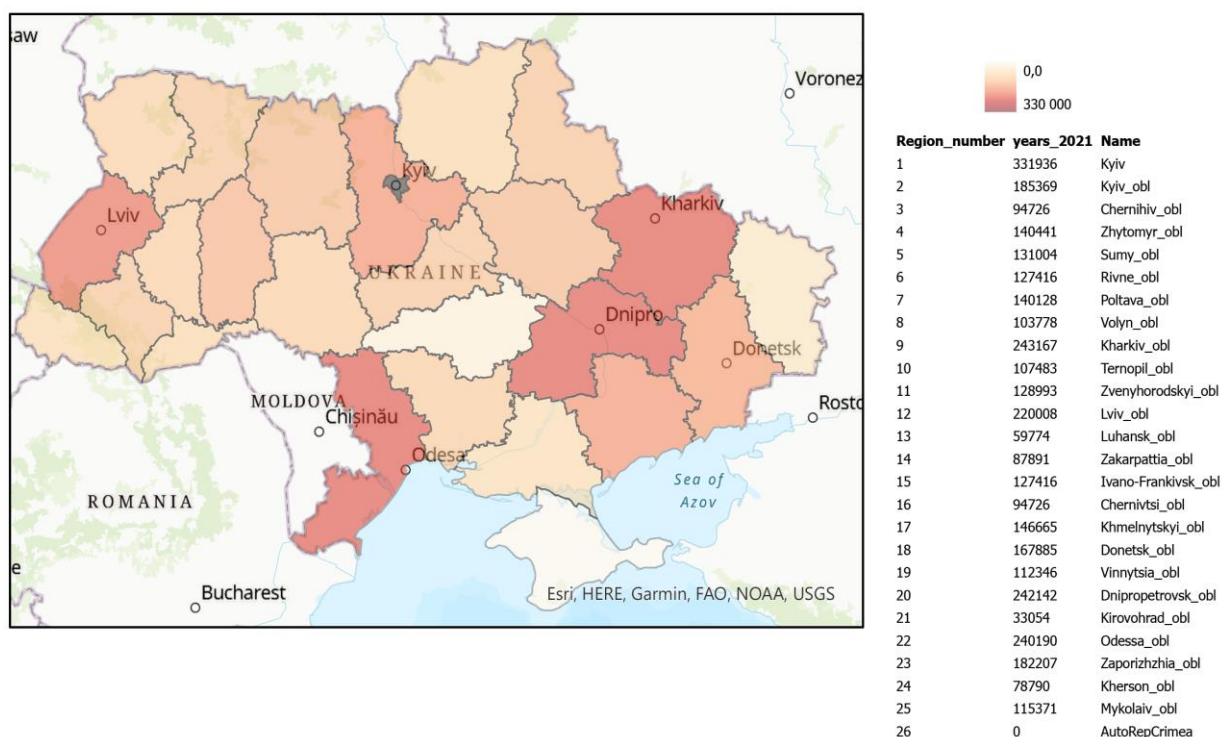 aw
Voronez
Kyiv
Lviv
Kharkiv
UKRAINE
Dnipro
Donetsk
MOLDOVA
Chișinău
Rosto
Odesa
Sea of
Azov
ROMANIA
e
Bucharest
Esri, HERE, Garmin, FAO, NOAA, USGS
0,0
330 000
Region_number years_2021 Name
1 331936 Kyiv
2 185369 Kyiv_obl
3 94726 Chernihiv_obl
4 140441 Zhytomyr_obl
5 131004 Sumy_obl
6 127416 Rivne_obl
7 140128 Poltava_obl
8 103778 Volyn_obl
9 243167 Kharkiv_obl
10 107483 Ternopil_obl
11 128993 Zvenyhorodskyi_obl
12 220008 Lviv_obl
13 59774 Luhansk_obl
14 87891 Zakarpattia_obl
15 127416 Ivano-Frankivsk_obl
16 94726 Chernivtsi_obl
17 146665 Khmelnytskyi_obl
18 167885 Donetsk_obl
19 112346 Vinnytsia_obl
20 242142 Dnipropetrovsk_obl
21 33054 Kirovohrad_obl
22 240190 Odessa_obl
23 182207 Zaporizhzhia_obl
24 78790 Kherson_obl
25 115371 Mykolaiv_obl
26 0 AutoRepCrimea